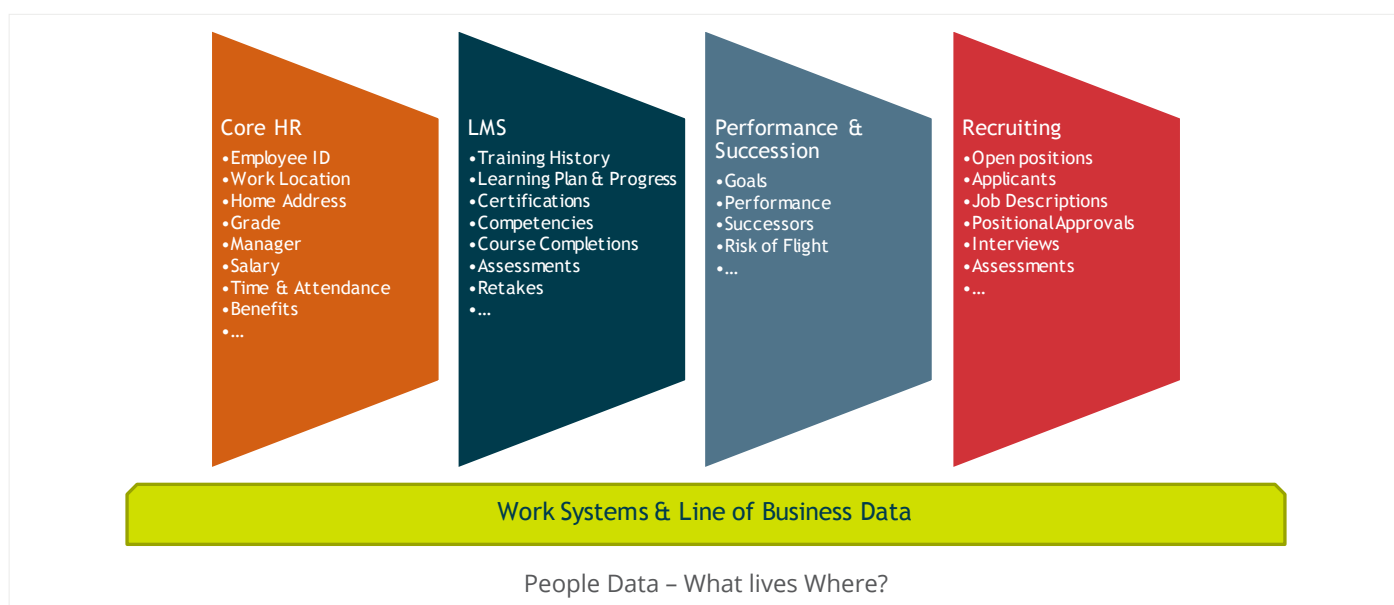 Core HR
•Employee ID
•Work Location
•Home Address
•Grade
•Manager
•Salary
•Time & Attendance
•Benefits
•...
LMS
•Training History
•Learning Plan & Progress
•Certifications
•Competencies
•Course Completions
•Assessments
•Retakes
•...
Performance &
Succession
•Goals
•Performance
•Successors
•Risk of Flight
•...
Recruiting
•Open positions
•Applicants
•Job Descriptions
•Positional Approvals
•Interviews
•Assessments
•...
Work Systems & Line of Business Data
People Data – What lives Where?